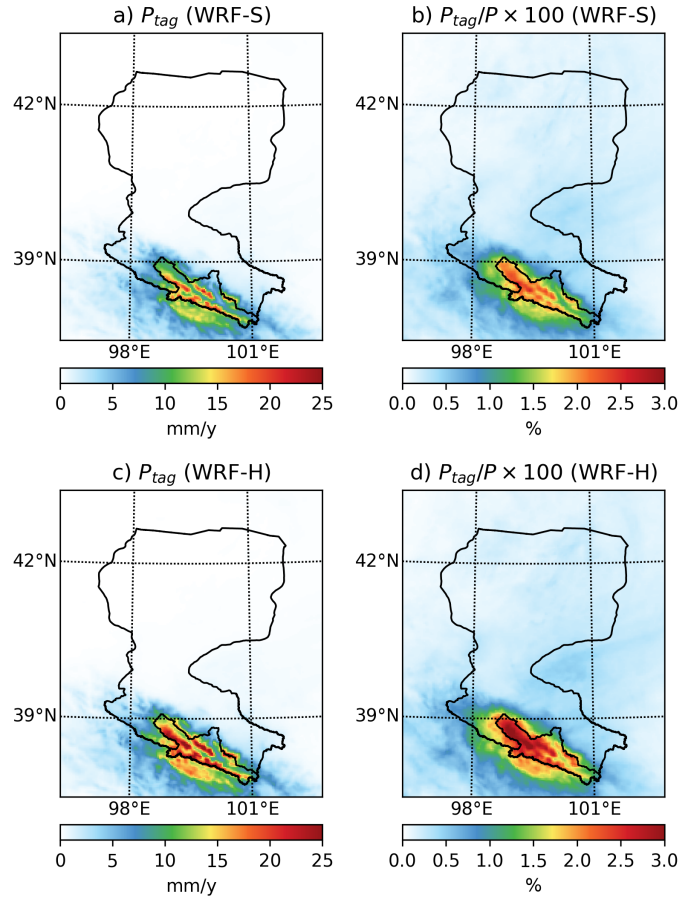 a) P_tag (WRF-S)
b) P_tag/P × 100 (WRF-S)
42°N
42°N
39°N
39°N
98°E 101°E
98°E 101°E
0 5 10 15 20 25
0.0 0.5 1.0 1.5 2.0 2.5 3.0
mm/y
%
c) P_tag (WRF-H)
d) P_tag/P × 100 (WRF-H)
42°N
42°N
39°N
39°N
98°E 101°E
98°E 101°E
0 5 10 15 20 25
0.0 0.5 1.0 1.5 2.0 2.5 3.0
mm/y
%